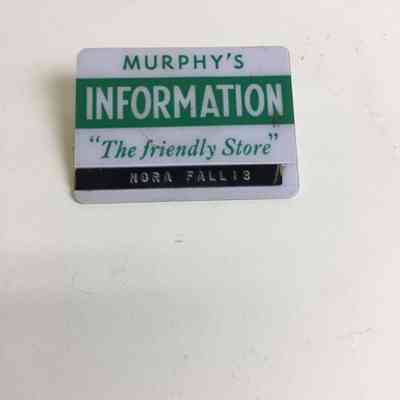 MURPHY'S
INFORMATION
"The friendly Store"
NORA FALLIS